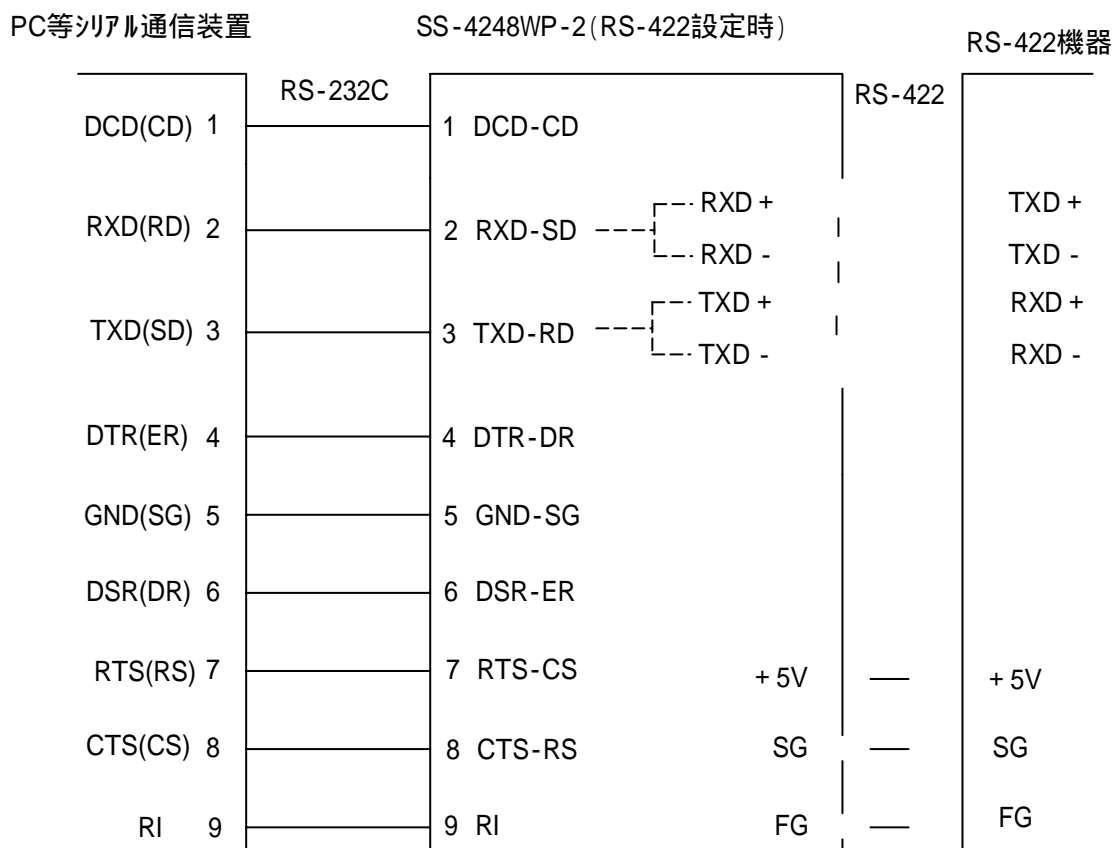 PC等ｼﾘｱﾙ通信装置 SS-4248WP-2(RS-422設定時)
RS-422機器
RS-232C RS-422
DCD(CD) 1 1 DCD-CD
RXD + TXD +
RXD(RD) 2 2 RXD-SD
RXD - TXD -
TXD + RXD +
TXD(SD) 3 3 TXD-RD
TXD - RXD -
DTR(ER) 4 4 DTR-DR
GND(SG) 5 5 GND-SG
DSR(DR) 6 6 DSR-ER
RTS(RS) 7 7 RTS-CS +5V +5V
CTS(CS) 8 8 CTS-RS SG SG
RI 9 9 RI FG FG